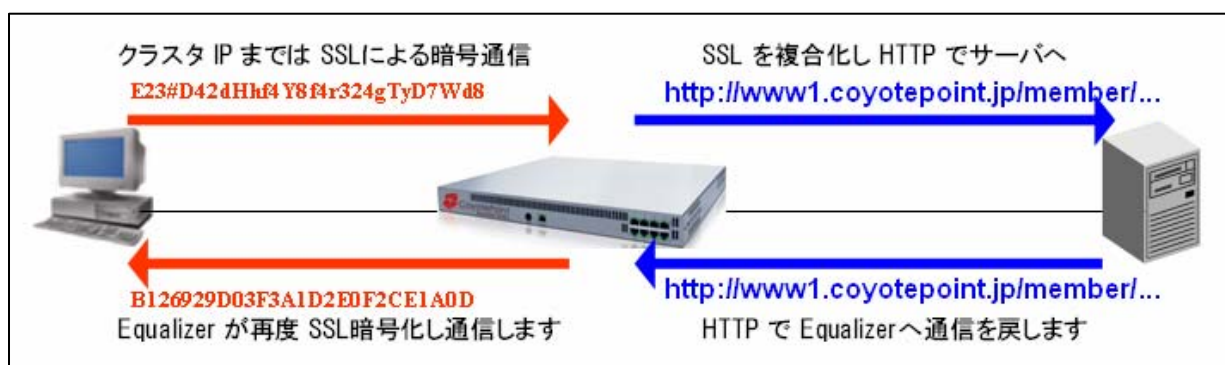 クラスタ IP までは SSLによる暗号通信
E23#D42dHhf4Y8f4r324gTyD7Wd8
SSL を複合化し HTTP でサーバへ
http://www1.coyotepoint.jp/member/...
B126929D03F3A1D2E0F2CE1A0D
Equalizer が再度 SSL暗号化し通信します
http://www1.coyotepoint.jp/member/...
HTTP で Equalizerへ通信を戻します